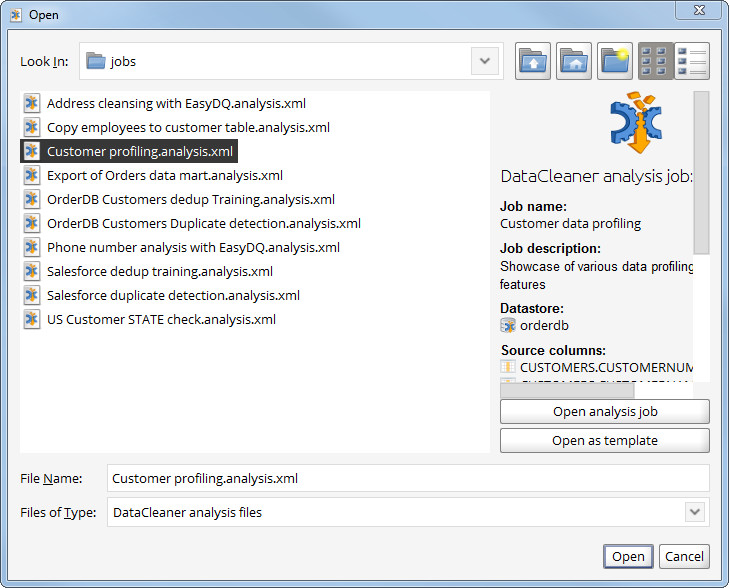 Open
Look In:
jobs
Address cleansing with EasyDQ.analysis.xml
Copy employees to customer table.analysis.xml
Customer profiling.analysis.xml
Export of Orders data mart.analysis.xml
OrderDB Customers dedup Training.analysis.xml
OrderDB Customers Duplicate detection.analysis.xml
Phone number analysis with EasyDQ.analysis.xml
Salesforce dedup training.analysis.xml
Salesforce duplicate detection.analysis.xml
US Customer STATE check.analysis.xml
DataCleaner analysis job:
Job name:
Customer data profiling
Job description:
Showcase of various data profiling
features
Datastore:
orderdb
Source columns:
CUSTOMERS.CUSTOMERNUM
Open analysis job
Open as template
File Name:
Customer profiling.analysis.xml
Files of Type:
DataCleaner analysis files
Open
Cancel